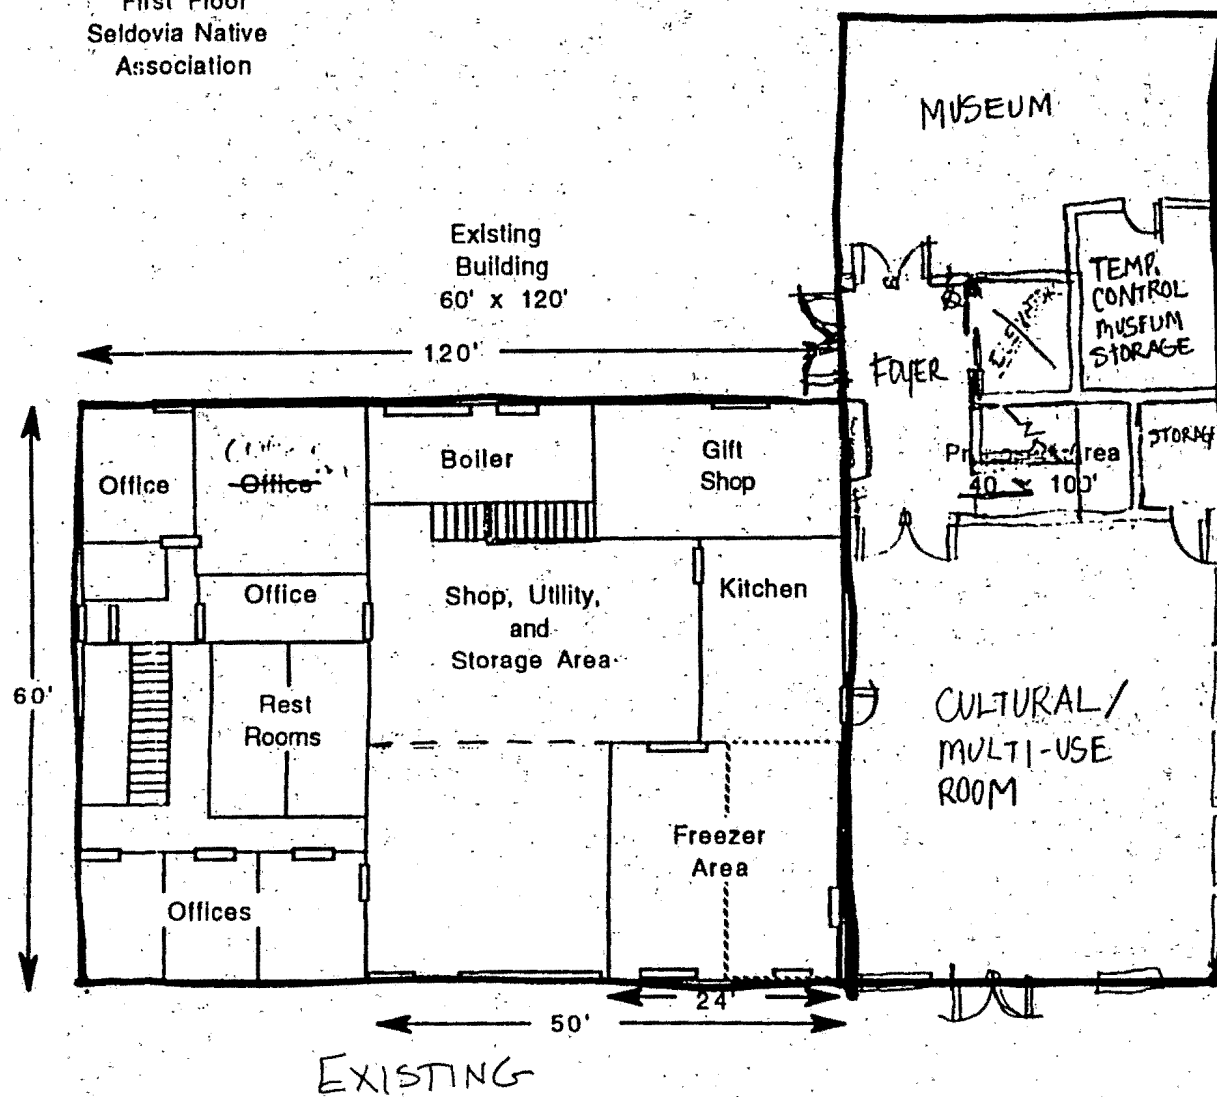 First Floor
Seldovia Native
Association
MUSEUM
Existing
Building
60' x 120'
120'
TEMP.
CONTROL
MUSEUM
STORAGE
FOYER
Office
Office
Boiler
Gift
Shop
STORAGE
40 x 100'
Office
Shop, Utility,
and
Storage Area
Kitchen
60'
Rest
Rooms
CULTURAL/
MULTI-USE
ROOM
Freezer
Area
Offices
24'
50'
EXISTING